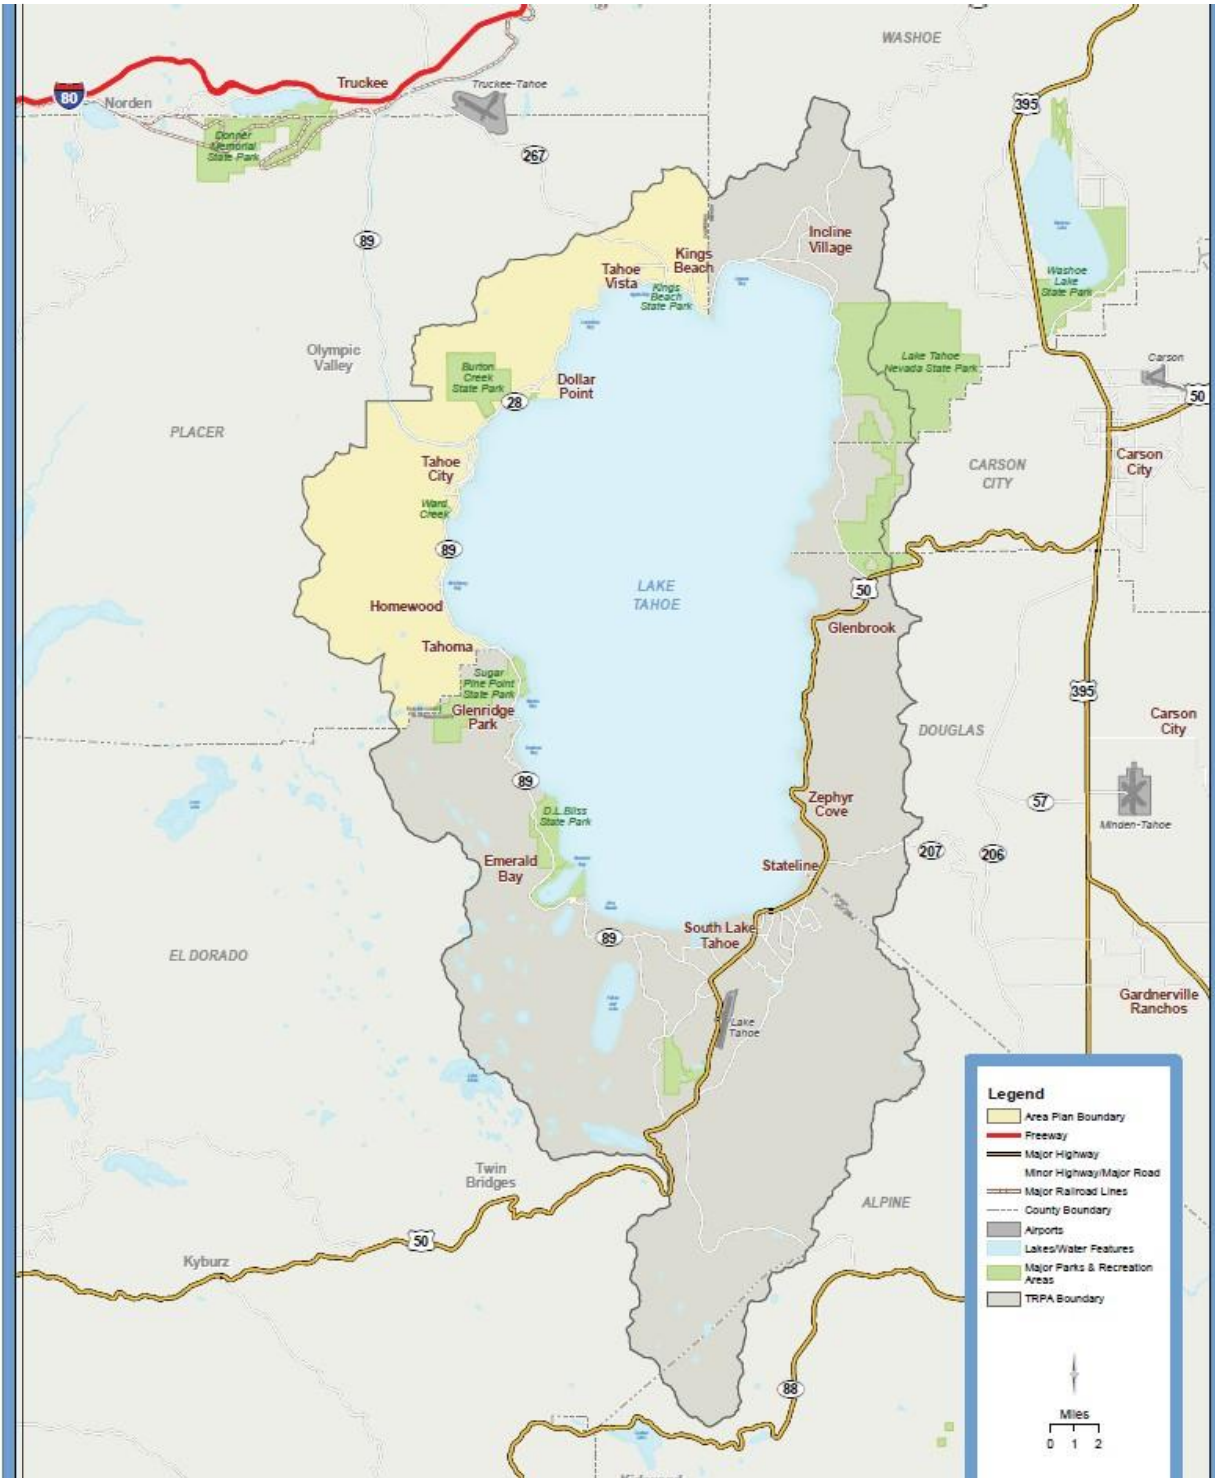 WASHOE
395
Truckee
Truckee-Tahoe
80
Norden
Donner
Memorial
State Park
267
89
Incline
Village
Kings
Beach
Tahoe
Vista
Kings
Beach
State Park
Washoe
Lake
State Park
Olympic
Valley
Burton
Creek
State Park
Dollar
Point
28
Lake Tahoe
Nevada State Park
Carson
50
PLACER
Tahoe
City
Carson
City
CARSON
CITY
Ward
Creek
89
LAKE
TAHOE
50
Homewood
Glenbrook
Tahoma
Sugar
Pine Point
State Park
Glenridge
Park
395
Carson
City
DOUGLAS
89
Zephyr
Cove
57
Minden-Tahoe
D.L.Bliss
State Park
Emerald
Bay
Stateline
207
206
South Lake
Tahoe
89
EL DORADO
Gardnerville
Ranchos
Lake
Tahoe
Twin
Bridges
ALPINE
50
Kyburz
88
Legend
Area Plan Boundary
Freeway
Major Highway
Minor Highway/Major Road
Major Railroad Lines
County Boundary
Airports
Lakes/Water Features
Major Parks & Recreation
Areas
TRPA Boundary
Miles
0 1 2